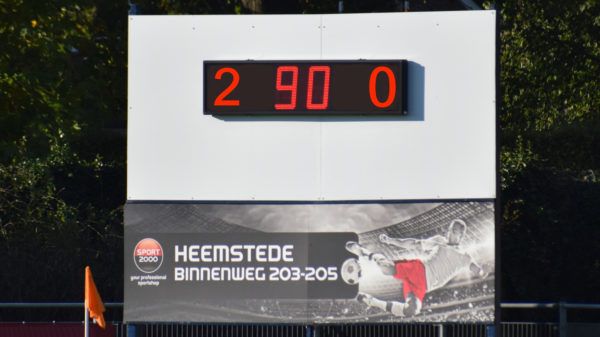 2 90 0
SPORT
2000
your professional
sportshop
HEEMSTEDE
BINNENWEG 203-205